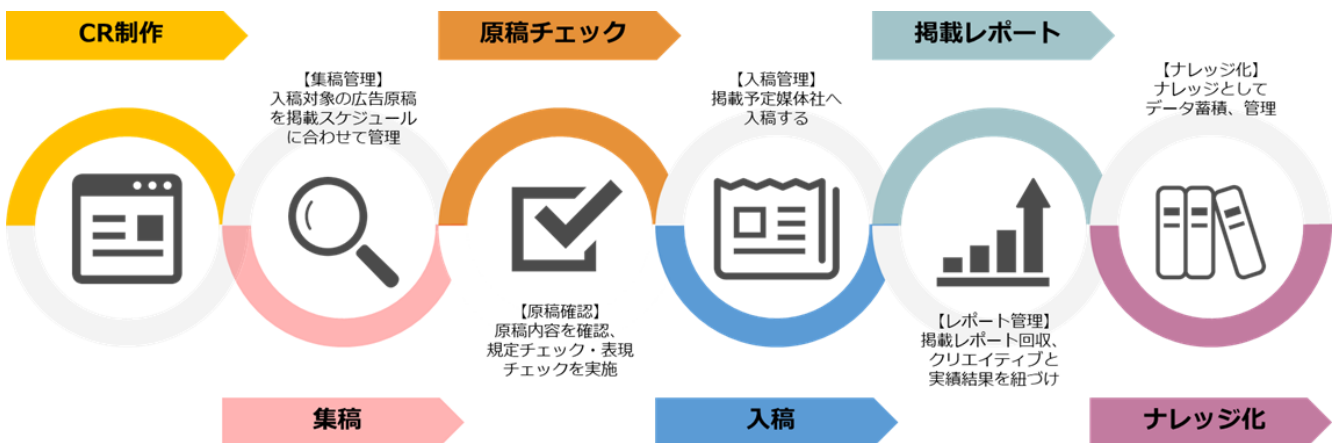 CR制作
【集稿管理】
入稿対象の広告原稿
を掲載スケジュール
に合わせて管理
集稿
原稿チェック
【原稿確認】
原稿内容を確認、
規定チェック・表現
チェックを実施
【入稿管理】
掲載予定媒体社へ
入稿する
入稿
掲載レポート
【レポート管理】
掲載レポート回収、
クリエイティブと
実績結果を紐づけ
【ナレッジ化】
ナレッジとして
データ蓄積、管理
ナレッジ化